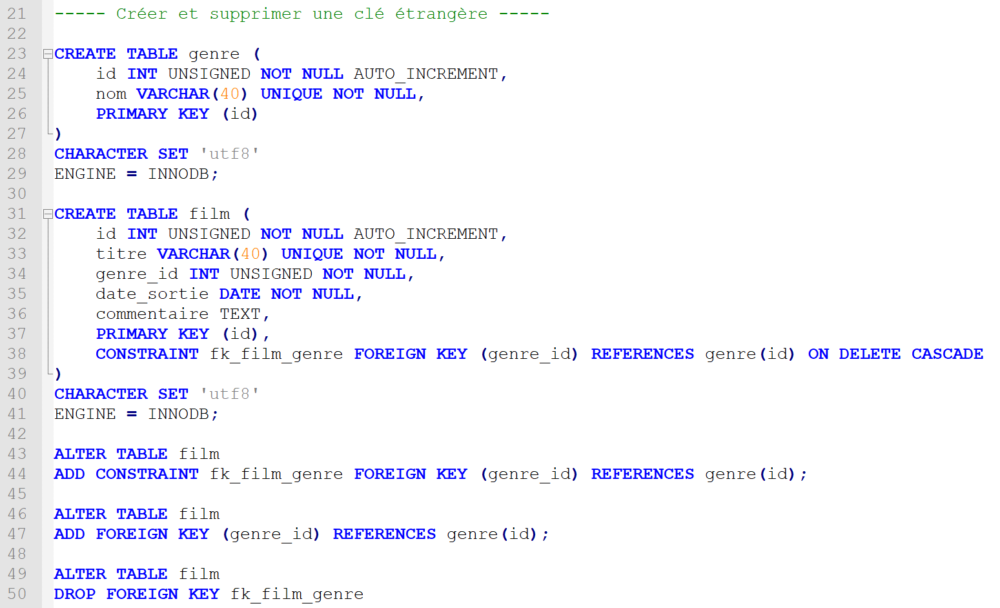 21 ----- Créer et supprimer une clé étrangère -----
22
23 CREATE TABLE genre (
24 id INT UNSIGNED NOT NULL AUTO_INCREMENT,
25 nom VARCHAR(40) UNIQUE NOT NULL,
26 PRIMARY KEY (id)
27 )
28 CHARACTER SET 'utf8'
29 ENGINE = INNODB;
30
31 CREATE TABLE film (
32 id INT UNSIGNED NOT NULL AUTO_INCREMENT,
33 titre VARCHAR(40) UNIQUE NOT NULL,
34 genre_id INT UNSIGNED NOT NULL,
35 date_sortie DATE NOT NULL,
36 commentaire TEXT,
37 PRIMARY KEY (id),
38 CONSTRAINT fk_film_genre FOREIGN KEY (genre_id) REFERENCES genre(id) ON DELETE CASCADE
39 )
40 CHARACTER SET 'utf8'
41 ENGINE = INNODB;
42
43 ALTER TABLE film
44 ADD CONSTRAINT fk_film_genre FOREIGN KEY (genre_id) REFERENCES genre(id);
45
46 ALTER TABLE film
47 ADD FOREIGN KEY (genre_id) REFERENCES genre(id);
48
49 ALTER TABLE film
50 DROP FOREIGN KEY fk_film_genre